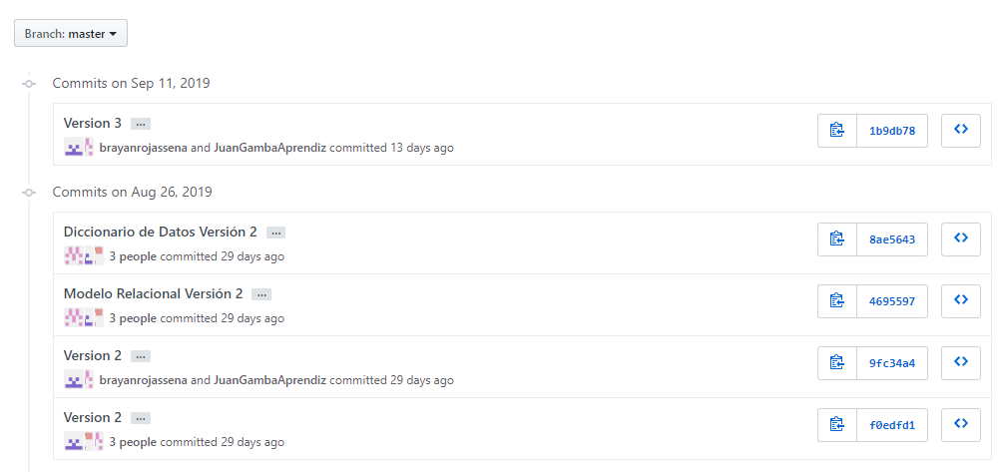 Branch: master
Commits on Sep 11, 2019
Version 3 ...
1b9db78
brayanrojassena and JuanGambaAprendiz committed 13 days ago
Commits on Aug 26, 2019
Diccionario de Datos Versión 2 ...
8ae5643
3 people committed 29 days ago
Modelo Relacional Versión 2 ...
4695597
3 people committed 29 days ago
Version 2 ...
9fc34a4
brayanrojassena and JuanGambaAprendiz committed 29 days ago
Version 2 ...
f0edfd1
3 people committed 29 days ago